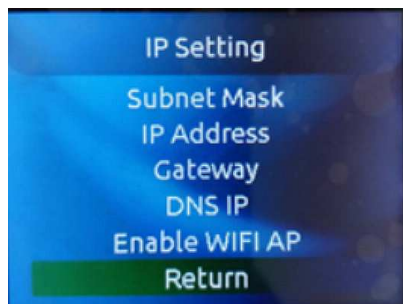 IP Setting
Subnet Mask
IP Address
Gateway
DNS IP
Enable WIFI AP
Return